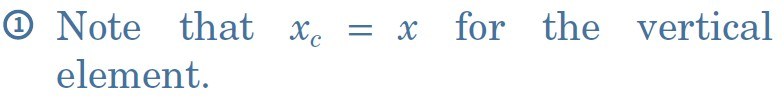 ① Note that x_c = x for the vertical
element.